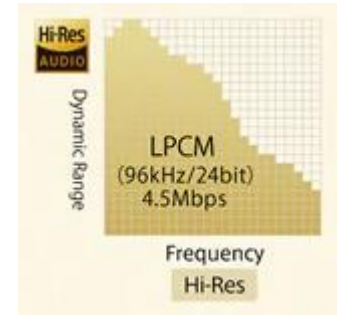 Hi-Res
AUDIO
Dynamic Range
LPCM
(96kHz/24bit)
4.5Mbps
Frequency
Hi-Res